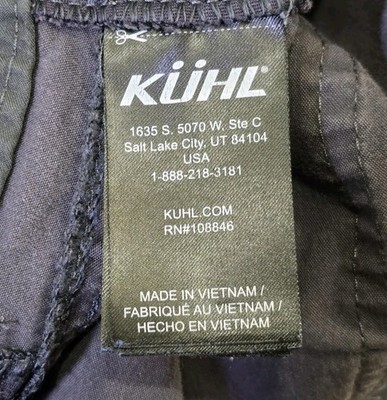 KÜHL®
1635 S. 5070 W. Ste C
Salt Lake City, UT 84104
USA
1-888-218-3181
KUHL.COM
RN#108846
MADE IN VIETNAM /
FABRIQUÉ AU VIETNAM /
HECHO EN VIETNAM